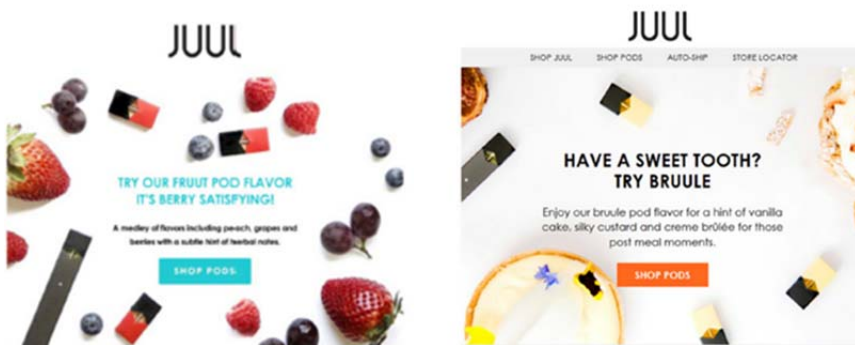 JUUL
TRY OUR FRUUT POD FLAVOR
IT'S BERRY SATISFYING!
A medley of flavors including peach, grapes and
berries with a subtle hint of herbal notes.
SHOP PODS
JUUL
SHOP JUUL SHOP PODS AUTO-SHIP STORE LOCATOR
HAVE A SWEET TOOTH?
TRY BRUULE
Enjoy our bruule pod flavor for a hint of vanilla
cake, silky custard and creme brûlée for those
post meal moments.
SHOP PODS